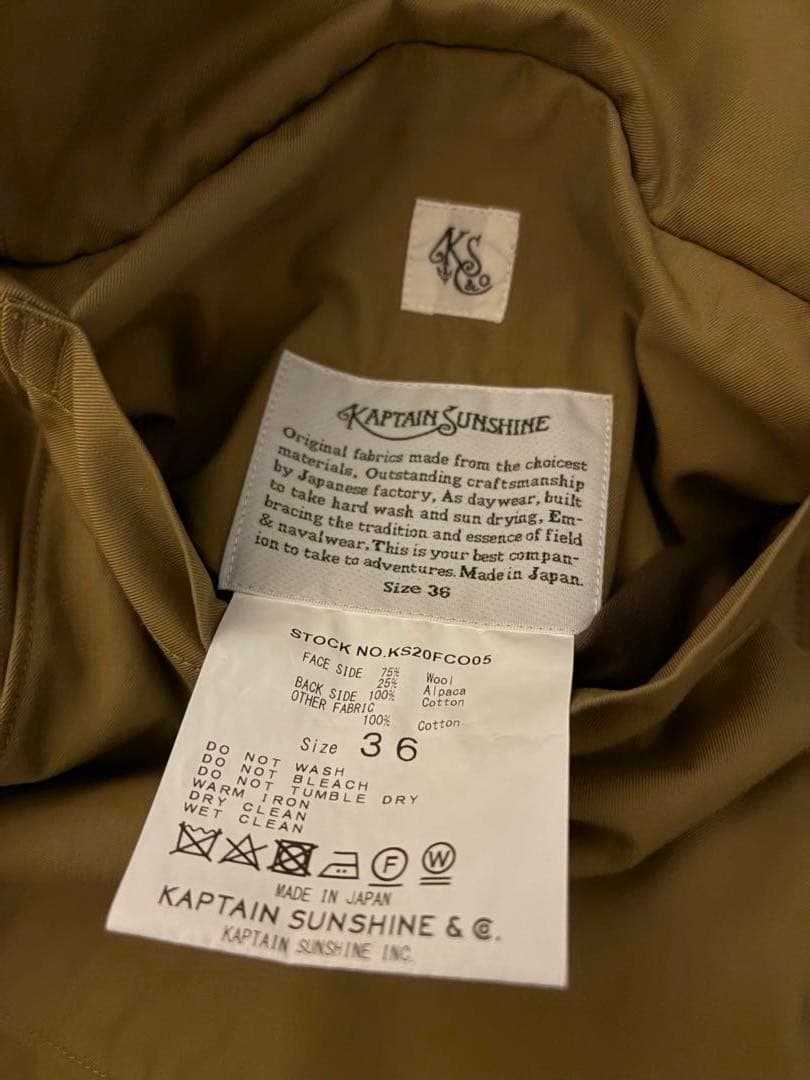 KS
&Co
KAPTAIN SUNSHINE
Original fabrics made from the choicest
materials. Outstanding craftsmanship
by Japanese factory, As daywear, built
to take hard wash and sun drying. Em-
bracing the tradition and essence of field
& navalwear. This is your best compan-
ion to take to adventures. Made in Japan.
Size 36
STOCK NO.KS20FCO05
FACE SIDE 75% Wool
25% Alpaca
BACK SIDE 100% Cotton
OTHER FABRIC
100% Cotton
Size 36
DO NOT WASH
DO NOT BLEACH
DO NOT TUMBLE DRY
WARM IRON
DRY CLEAN
WET CLEAN
F W
MADE IN JAPAN
KAPTAIN SUNSHINE & Co.
KAPTAIN SUNSHINE INC.